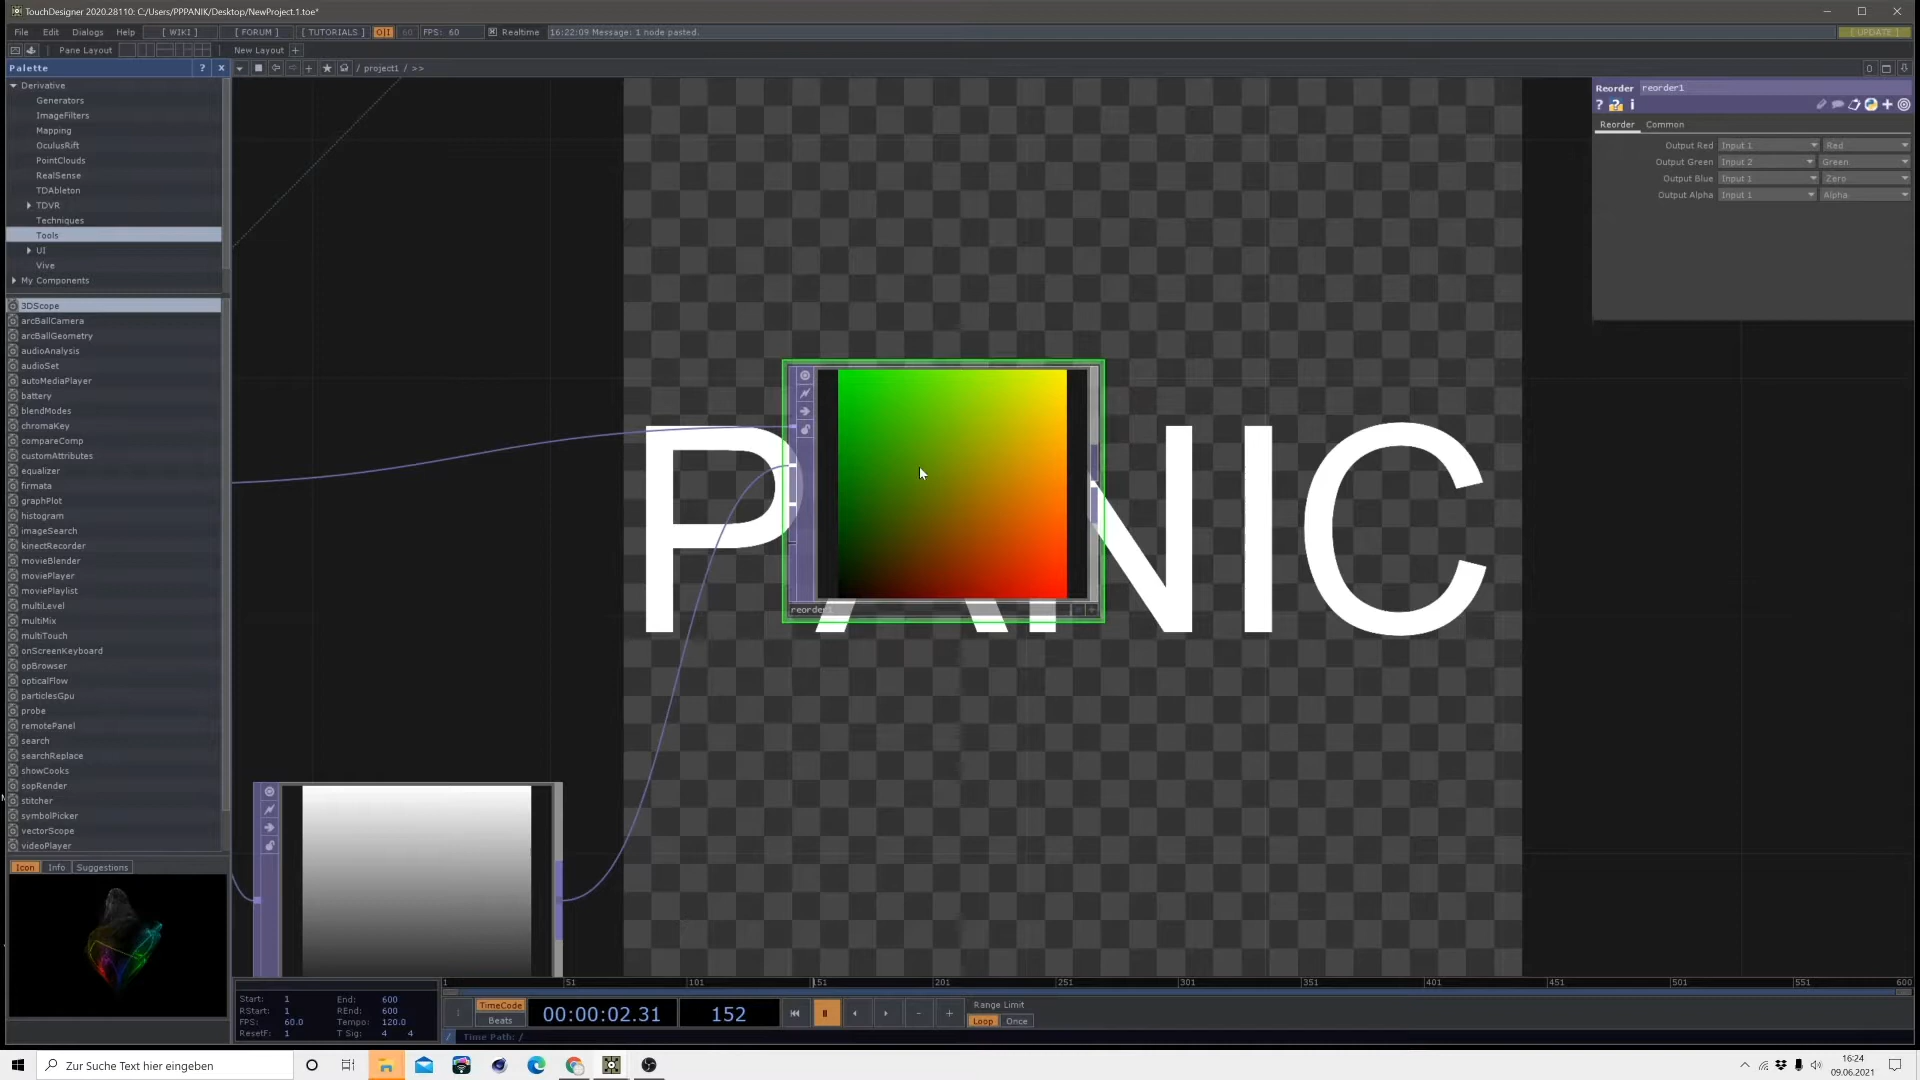 TouchDesigner 2020.28110: C:/Users/PPPANIK/Desktop/NewProject.1.toe*
File Edit Dialogs Help [ WIKI ] [ FORUM ] [ TUTORIALS ] O|I 60 FPS: 60 Realtime 16:22:09 Message: 1 node pasted. [ UPDATE ]
Pane Layout New Layout +
Palette ? x / project1 / >> 0
Derivative
Generators
ImageFilters
Mapping
OculusRift
PointClouds
RealSense
TDAbleton
TDVR
Techniques
Tools
UI
Vive
My Components
3DScope
arcBallCamera
arcBallGeometry
audioAnalysis
audioSet
autoMediaPlayer
battery
blendModes
chromaKey
compareComp
customAttributes
equalizer
firmata
graphPlot
histogram
imageSearch
kinectRecorder
movieBlender
moviePlayer
moviePlaylist
multiLevel
multiMix
multiTouch
onScreenKeyboard
opBrowser
opticalFlow
particlesGpu
probe
remotePanel
search
searchReplace
showCooks
sopRender
stitcher
symbolPicker
vectorScope
videoPlayer
Icon Info Suggestions
Reorder reorder1
? ? i
Reorder Common
Output Red Input 1 Red
Output Green Input 2 Green
Output Blue Input 1 Zero
Output Alpha Input 1 Alpha
PANIC
reorder1
1 51 101 151 201 251 301 351 401 451 501 551 600
Start: 1 End: 600
RStart: 1 REnd: 600
FPS: 60.0 Tempo: 120.0
ResetF: 1 T Sig: 4 4
TimeCode
Beats
00:00:02.31 152
Range Limit
Loop Once
/ Time Path: /
Zur Suche Text hier eingeben
16:24
09.06.2021